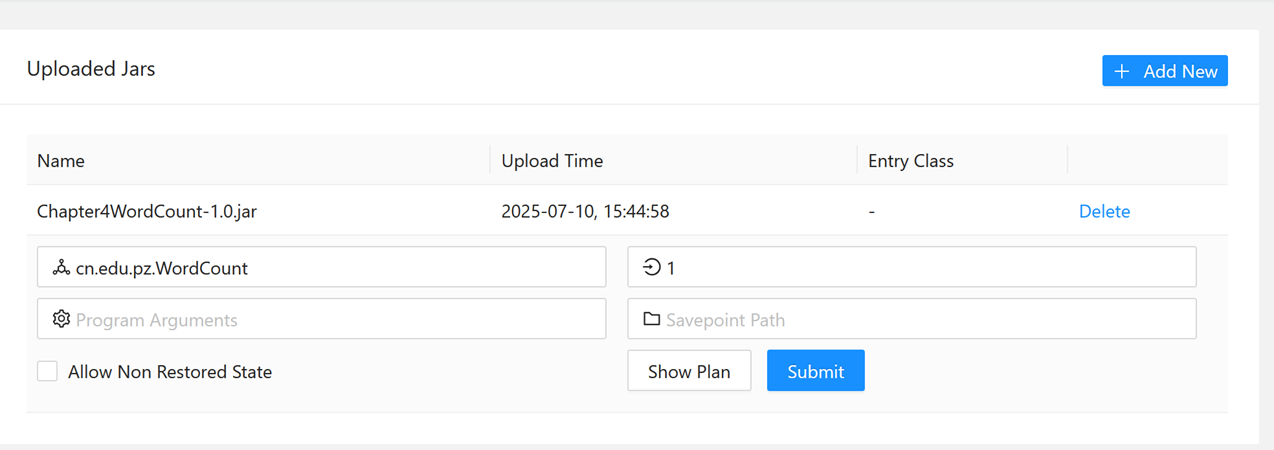 Uploaded Jars
Add New
Name Upload Time Entry Class
Chapter4WordCount-1.0.jar 2025-07-10, 15:44:58 - Delete
cn.edu.pz.WordCount 1
Program Arguments Savepoint Path
Allow Non Restored State Show Plan Submit